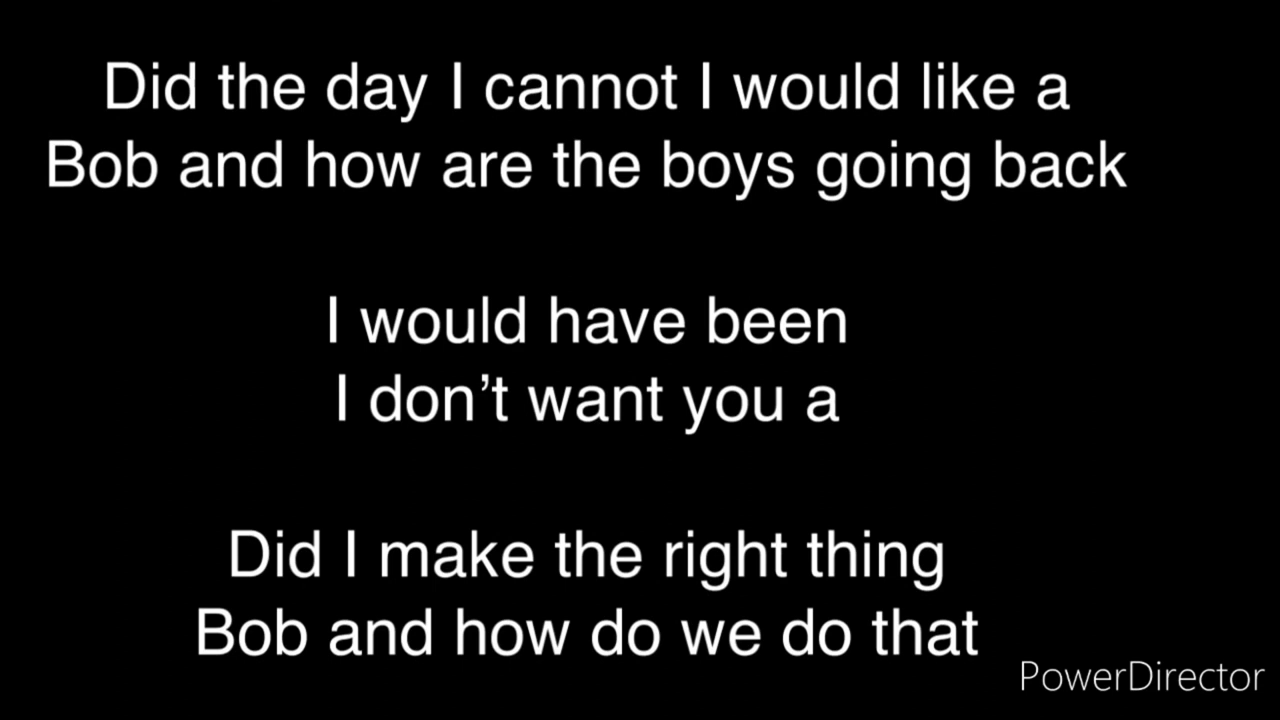 Did the day I cannot I would like a
Bob and how are the boys going back
I would have been
I don’t want you a
Did I make the right thing
Bob and how do we do that
PowerDirector